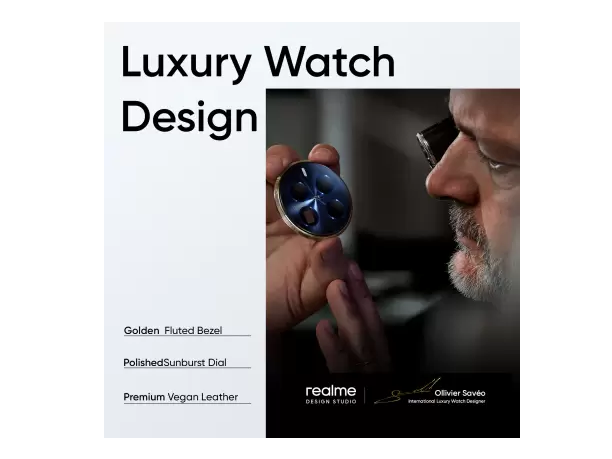 Luxury Watch
Design
Golden Fluted Bezel
PolishedSunburst Dial
Premium Vegan Leather
realme
DESIGN STUDIO
Ollivier Savéo
International Luxury Watch Designer